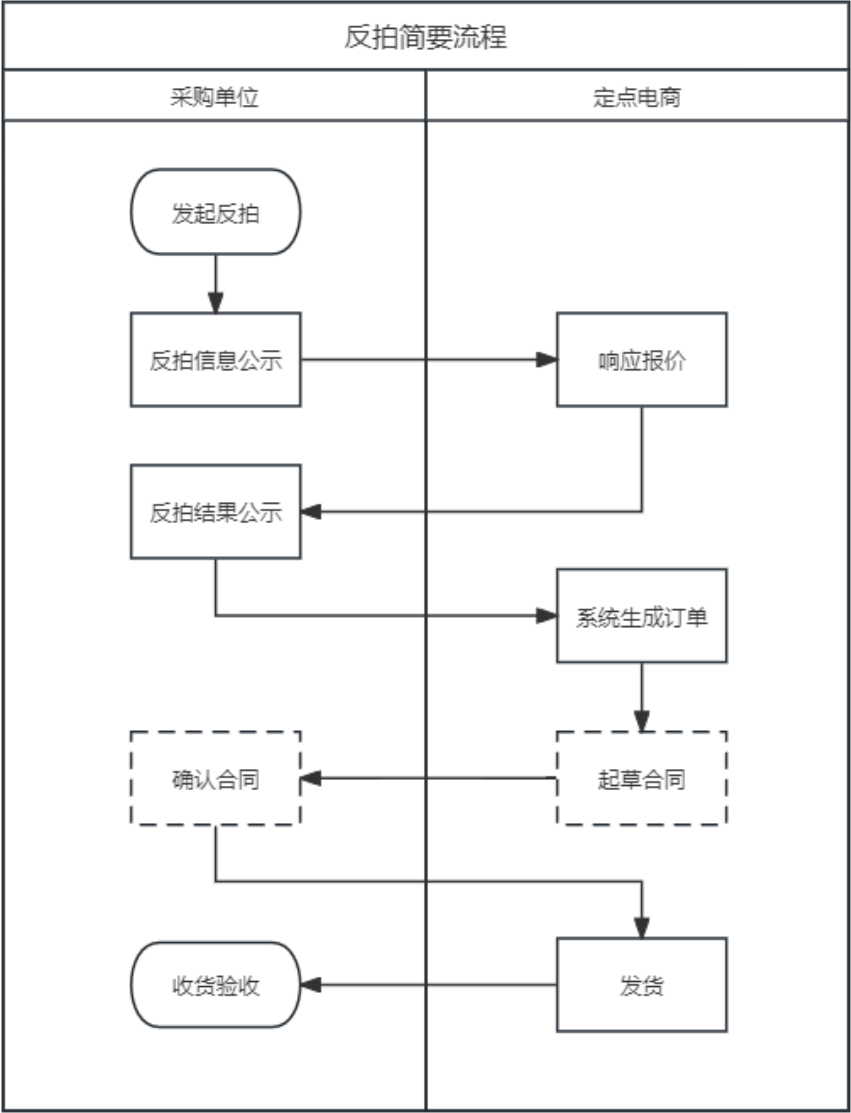 反拍简要流程
采购单位
定点电商
发起反拍
反拍信息公示
响应报价
反拍结果公示
系统生成订单
确认合同
起草合同
收货验收
发货